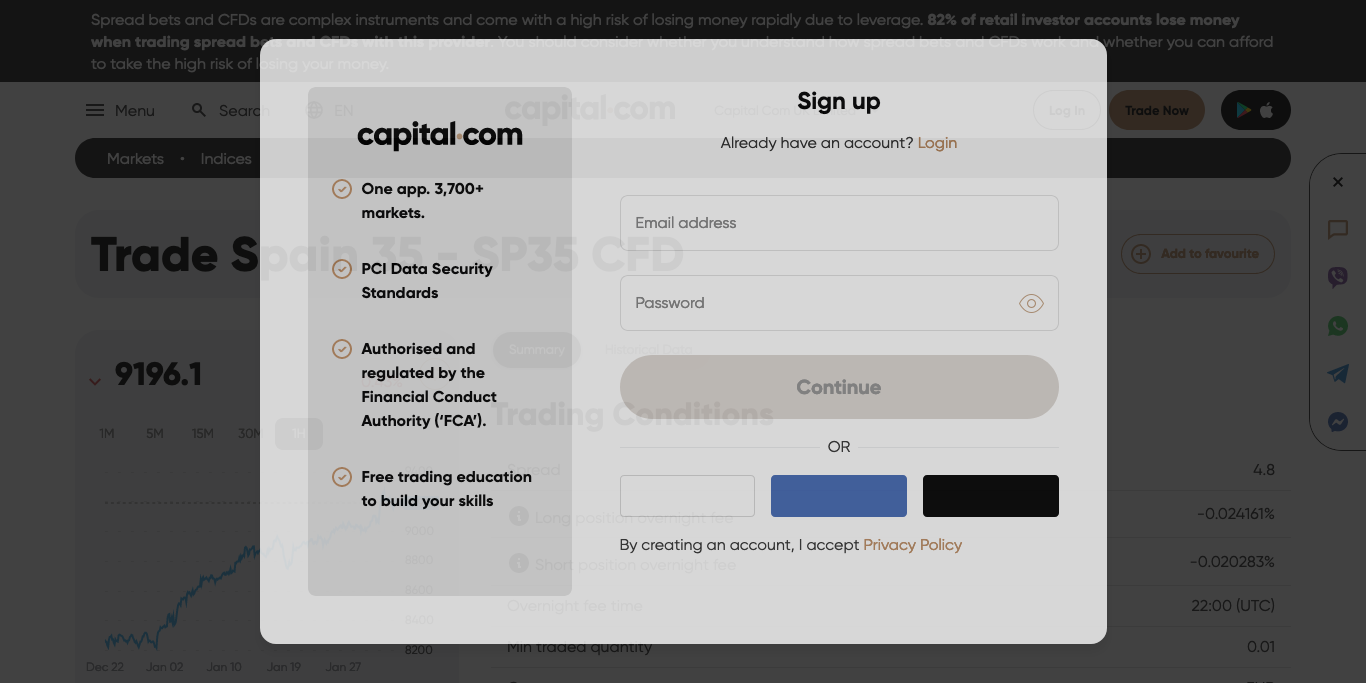 Spread bets and CFDs are complex instruments and come with a high risk of losing money rapidly due to leverage. 82% of retail investor accounts lose money
when trading spread bets and CFDs with this provider. You should consider whether you understand how spread bets and CFDs work and whether you can afford
to take the high risk of losing your money.
Menu
Search
EN
capital.com
Capital Com
Log In
Trade Now
Markets • Indices
Trade Spain 35 - SP35 CFD
Add to favourite
9196.1
1M 5M 15M 30M 1H
9000
8800
8600
8400
8200
Dec 22 Jan 02 Jan 10 Jan 19 Jan 27
Summary
Historical Data
Trading Conditions
Spread 4.8
Long position overnight fee -0.024161%
Short position overnight fee -0.020283%
Overnight fee time 22:00 (UTC)
Min traded quantity 0.01
capital.com
One app. 3,700+
markets.
PCI Data Security
Standards
Authorised and
regulated by the
Financial Conduct
Authority (‘FCA’).
Free trading education
to build your skills
Sign up
Already have an account? Login
Email address
Password
Continue
OR
By creating an account, I accept Privacy Policy